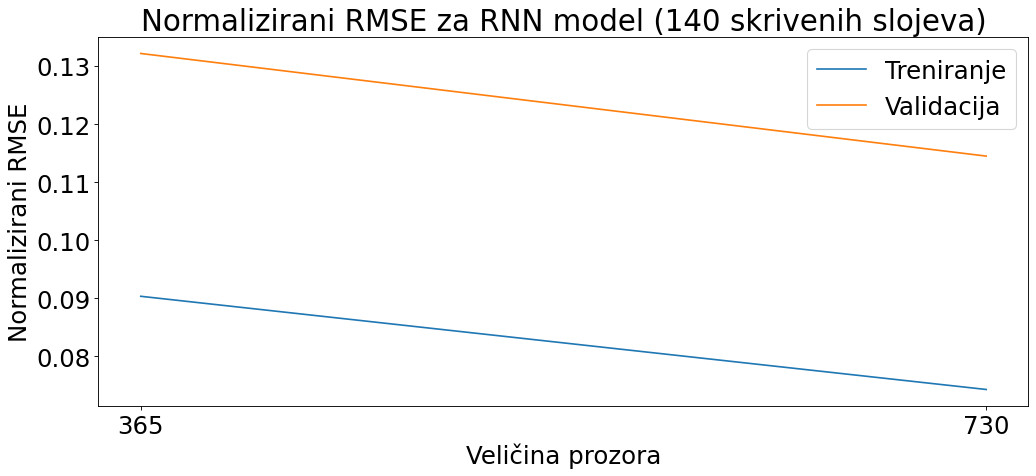 Normalizirani RMSE za RNN model (140 skrivenih slojeva)
Normalizirani RMSE
0.13
0.12
0.11
0.10
0.09
0.08
Treniranje
Validacija
365
730
Veličina prozora